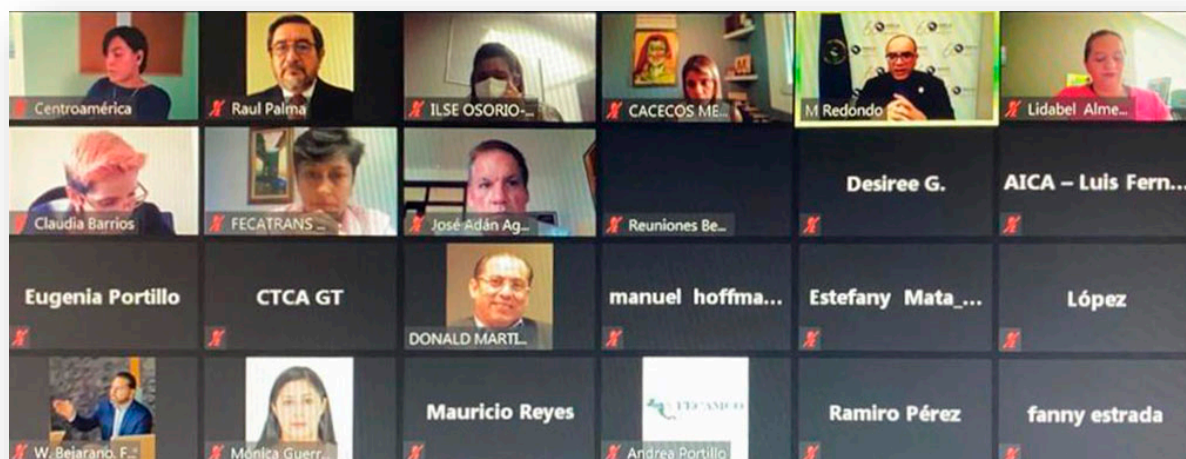 Centroamérica
Raul Palma
ILSE OSORIO-...
CACECOS ME...
M Redondo
Lidabel Alme...
Claudia Barrios
FECATRANS ...
José Adán Ag...
Reuniones Be...
Desiree G.
AICA – Luis Fern...
Eugenia Portillo
CTCA GT
DONALD MARTI...
manuel hoffma...
Estefany Mata_...
López
W. Bejarano. F...
Mónica Guerr...
Mauricio Reyes
FECAMCO
Andrea Portillo
Ramiro Pérez
fanny estrada